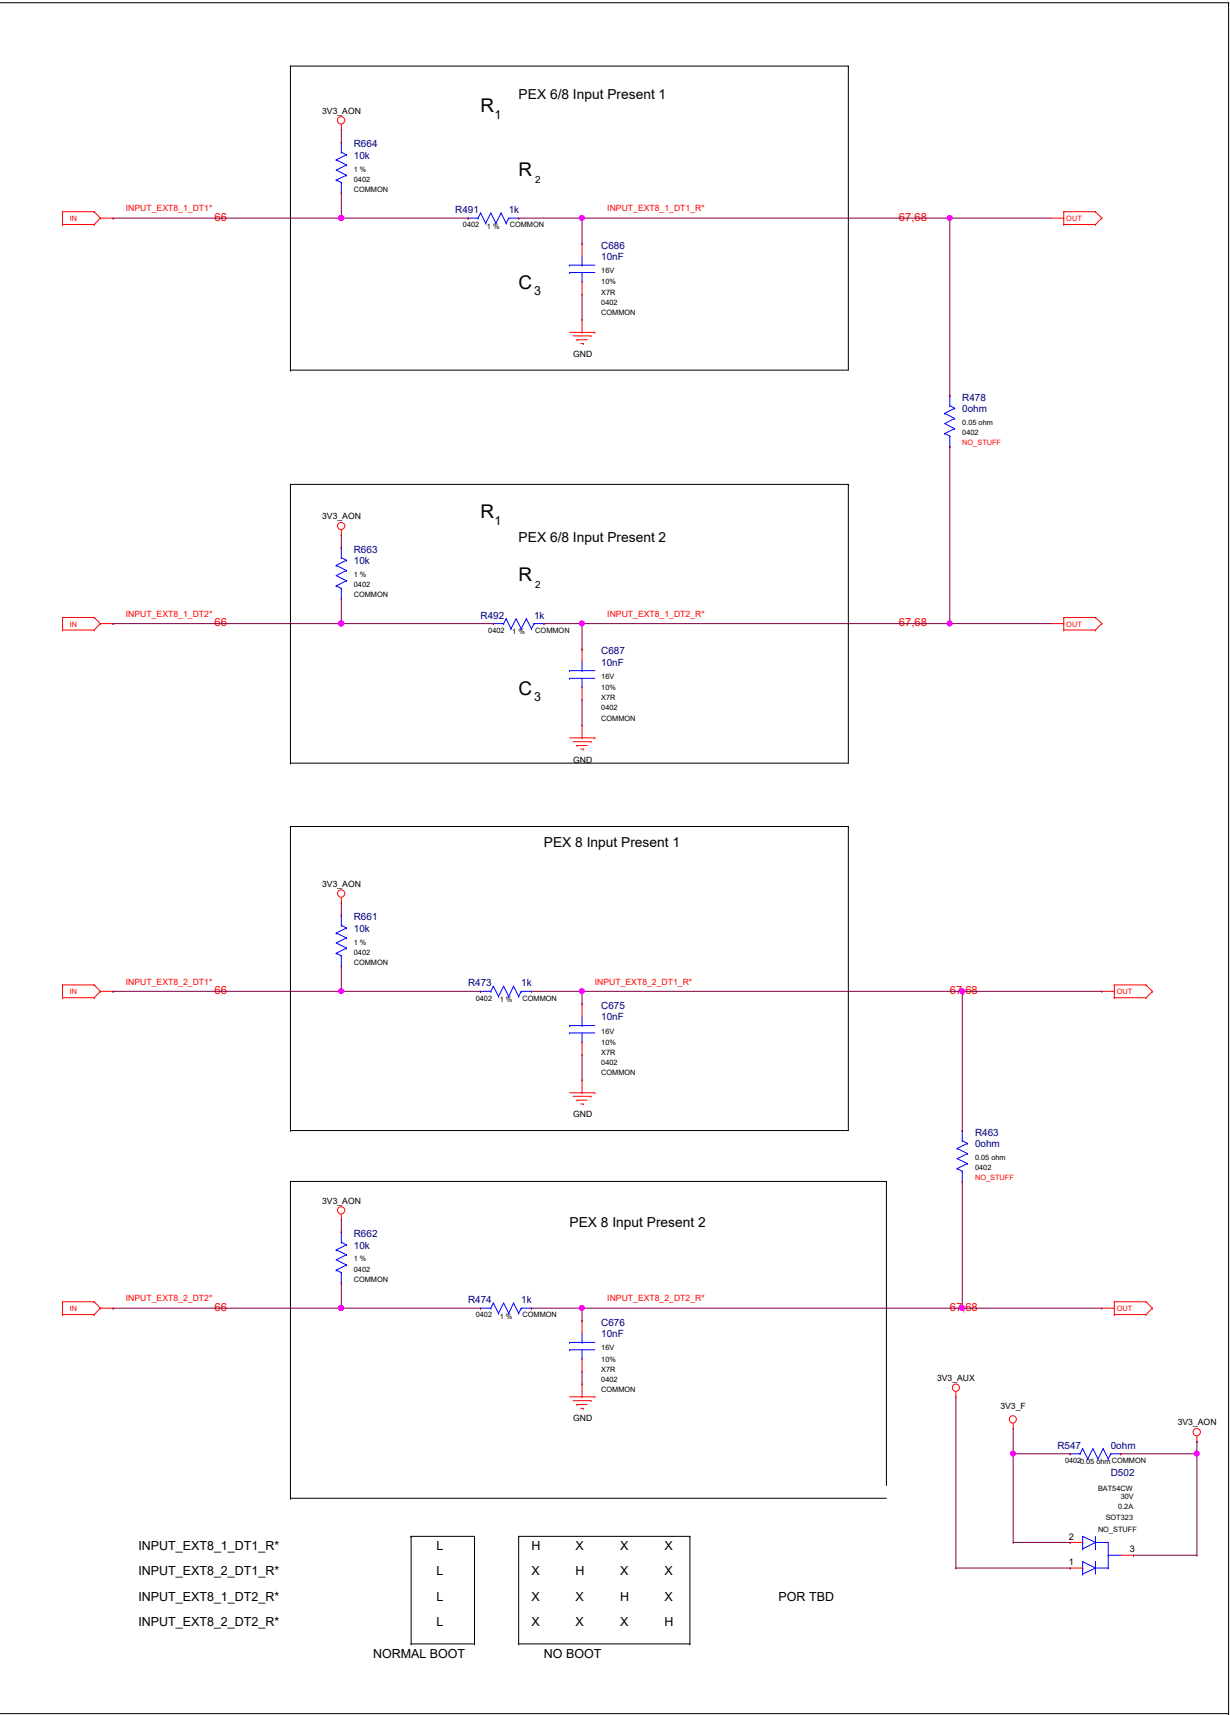 PEX 6/8 Input Present 1
R1
3V3_AON
R664
10k
1 %
0402
COMMON
R2
IN
INPUT_EXT8_1_DT1*
66
R491
1k
0402
1 %
COMMON
INPUT_EXT8_1_DT1_R*
67,68
OUT
C686
10nF
16V
10%
X7R
0402
COMMON
C3
GND
R478
0ohm
0.05 ohm
0402
NO_STUFF
R1
3V3_AON
PEX 6/8 Input Present 2
R663
10k
1 %
0402
COMMON
R2
IN
INPUT_EXT8_1_DT2*
66
R492
1k
0402
1 %
COMMON
INPUT_EXT8_1_DT2_R*
67,68
OUT
C687
10nF
16V
10%
X7R
0402
COMMON
C3
GND
PEX 8 Input Present 1
3V3_AON
R661
10k
1 %
0402
COMMON
IN
INPUT_EXT8_2_DT1*
66
R473
1k
0402
1 %
COMMON
INPUT_EXT8_2_DT1_R*
67,68
OUT
C675
10nF
16V
10%
X7R
0402
COMMON
GND
R463
0ohm
0.05 ohm
0402
NO_STUFF
3V3_AON
PEX 8 Input Present 2
R662
10k
1 %
0402
COMMON
IN
INPUT_EXT8_2_DT2*
66
R474
1k
0402
1 %
COMMON
INPUT_EXT8_2_DT2_R*
67,68
OUT
C676
10nF
16V
10%
X7R
0402
COMMON
GND
3V3_AUX
3V3_F
3V3_AON
R547
0ohm
0402
0.05 ohm
COMMON
D502
BAT54CW
30V
0.2A
SOT323
NO_STUFF
2
3
1
INPUT_EXT8_1_DT1_R* L H X X X
INPUT_EXT8_2_DT1_R* L X H X X
INPUT_EXT8_1_DT2_R* L X X H X POR TBD
INPUT_EXT8_2_DT2_R* L X X X H
NORMAL BOOT NO BOOT